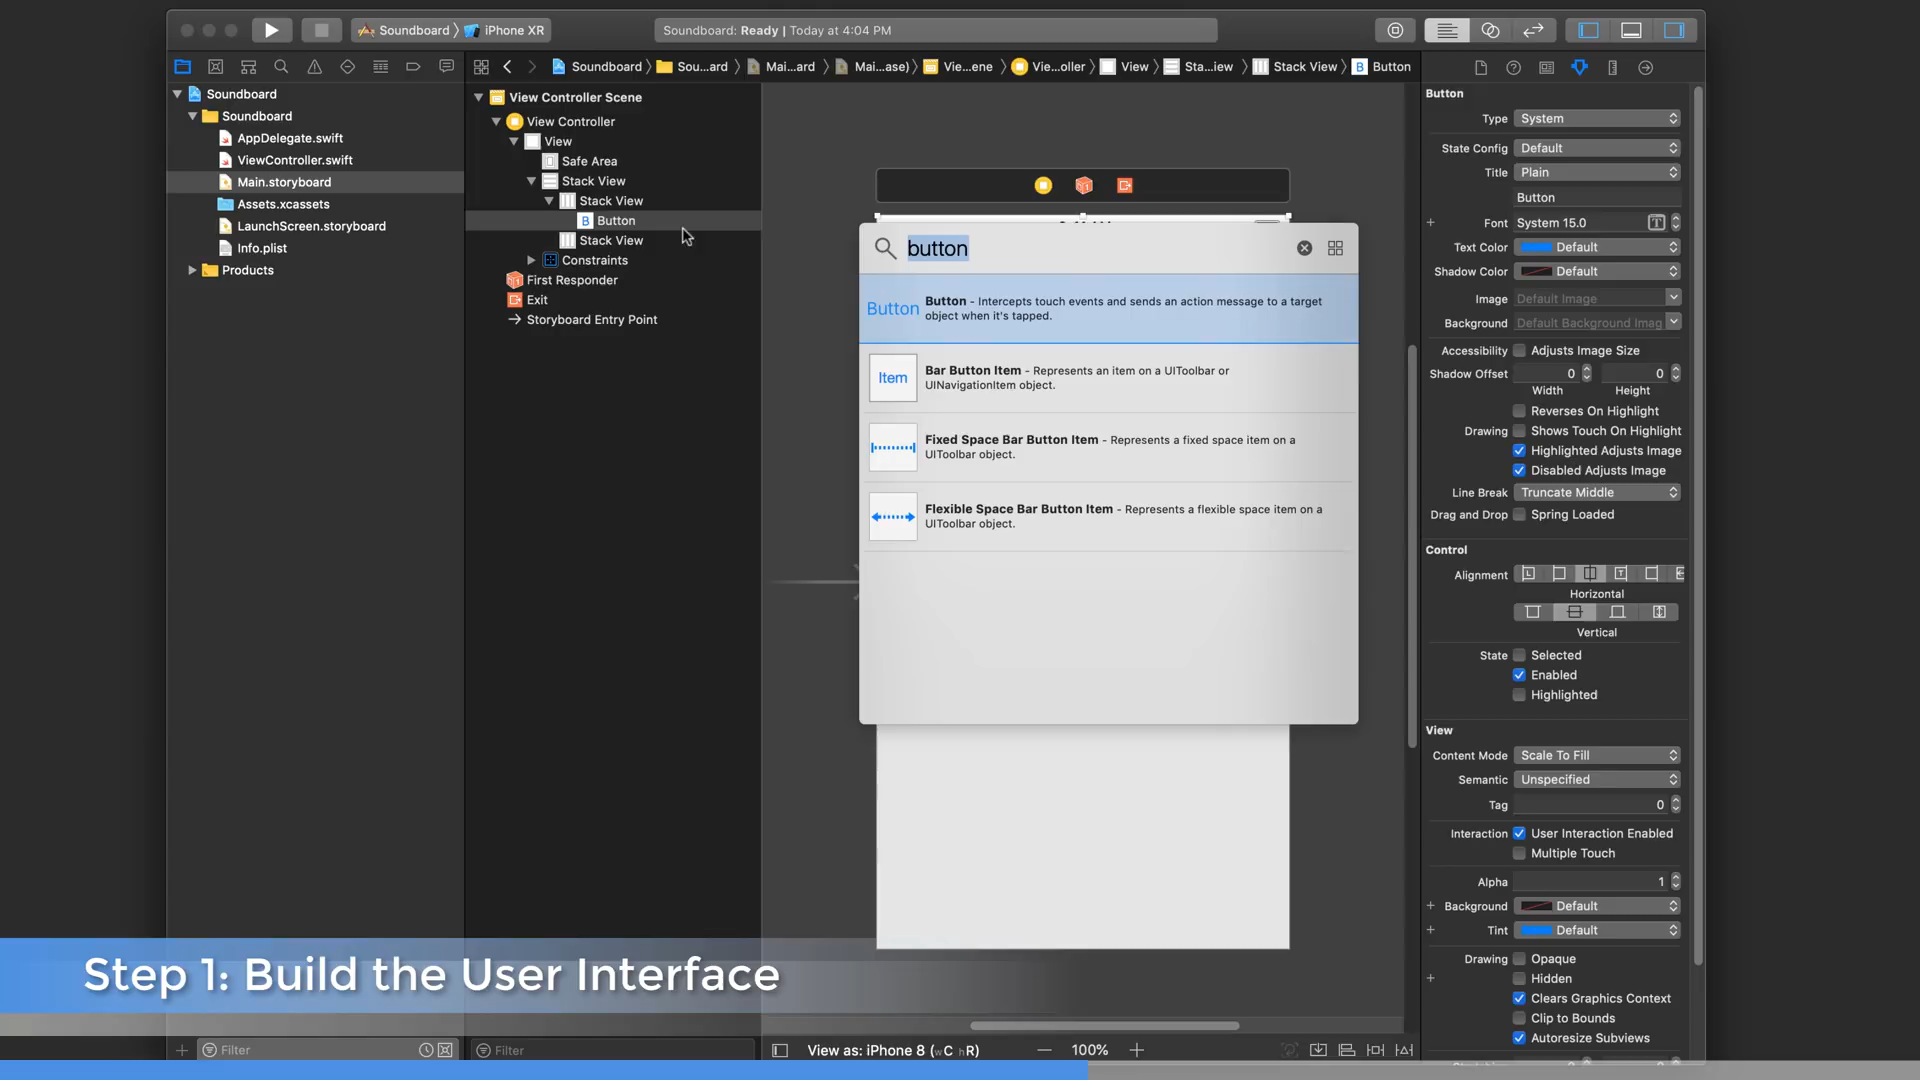 Soundboard
iPhone XR
Soundboard: Ready | Today at 4:04 PM
Soundboard
Sou...ard
Mai...ard
Mai...ase)
Vie...ene
Vie...oller
View
Sta...iew
Stack View
B Button
Soundboard
Soundboard
AppDelegate.swift
ViewController.swift
Main.storyboard
Assets.xcassets
LaunchScreen.storyboard
Info.plist
Products
View Controller Scene
View Controller
View
Safe Area
Stack View
Stack View
B Button
Stack View
Constraints
First Responder
Exit
Storyboard Entry Point
button
Button
Button - Intercepts touch events and sends an action message to a target
object when it's tapped.
Item
Bar Button Item - Represents an item on a UIToolbar or
UINavigationItem object.
Fixed Space Bar Button Item - Represents a fixed space item on a
UIToolbar object.
Flexible Space Bar Button Item - Represents a flexible space item on a
UIToolbar object.
Button
Type System
State Config Default
Title Plain
Button
+ Font System 15.0 T
Text Color Default
Shadow Color Default
Image Default Image
Background Default Background Imag
Accessibility Adjusts Image Size
Shadow Offset 0 0
Width Height
Reverses On Highlight
Drawing Shows Touch On Highlight
Highlighted Adjusts Image
Disabled Adjusts Image
Line Break Truncate Middle
Drag and Drop Spring Loaded
Control
Alignment
Horizontal
Vertical
State Selected
Enabled
Highlighted
View
Content Mode Scale To Fill
Semantic Unspecified
Tag 0
Interaction User Interaction Enabled
Multiple Touch
Alpha 1
+ Background Default
+ Tint Default
Drawing Opaque
+ Hidden
Clears Graphics Context
Clip to Bounds
Autoresize Subviews
Step 1: Build the User Interface
+ Filter
Filter
View as: iPhone 8 (wC hR)
— 100% +